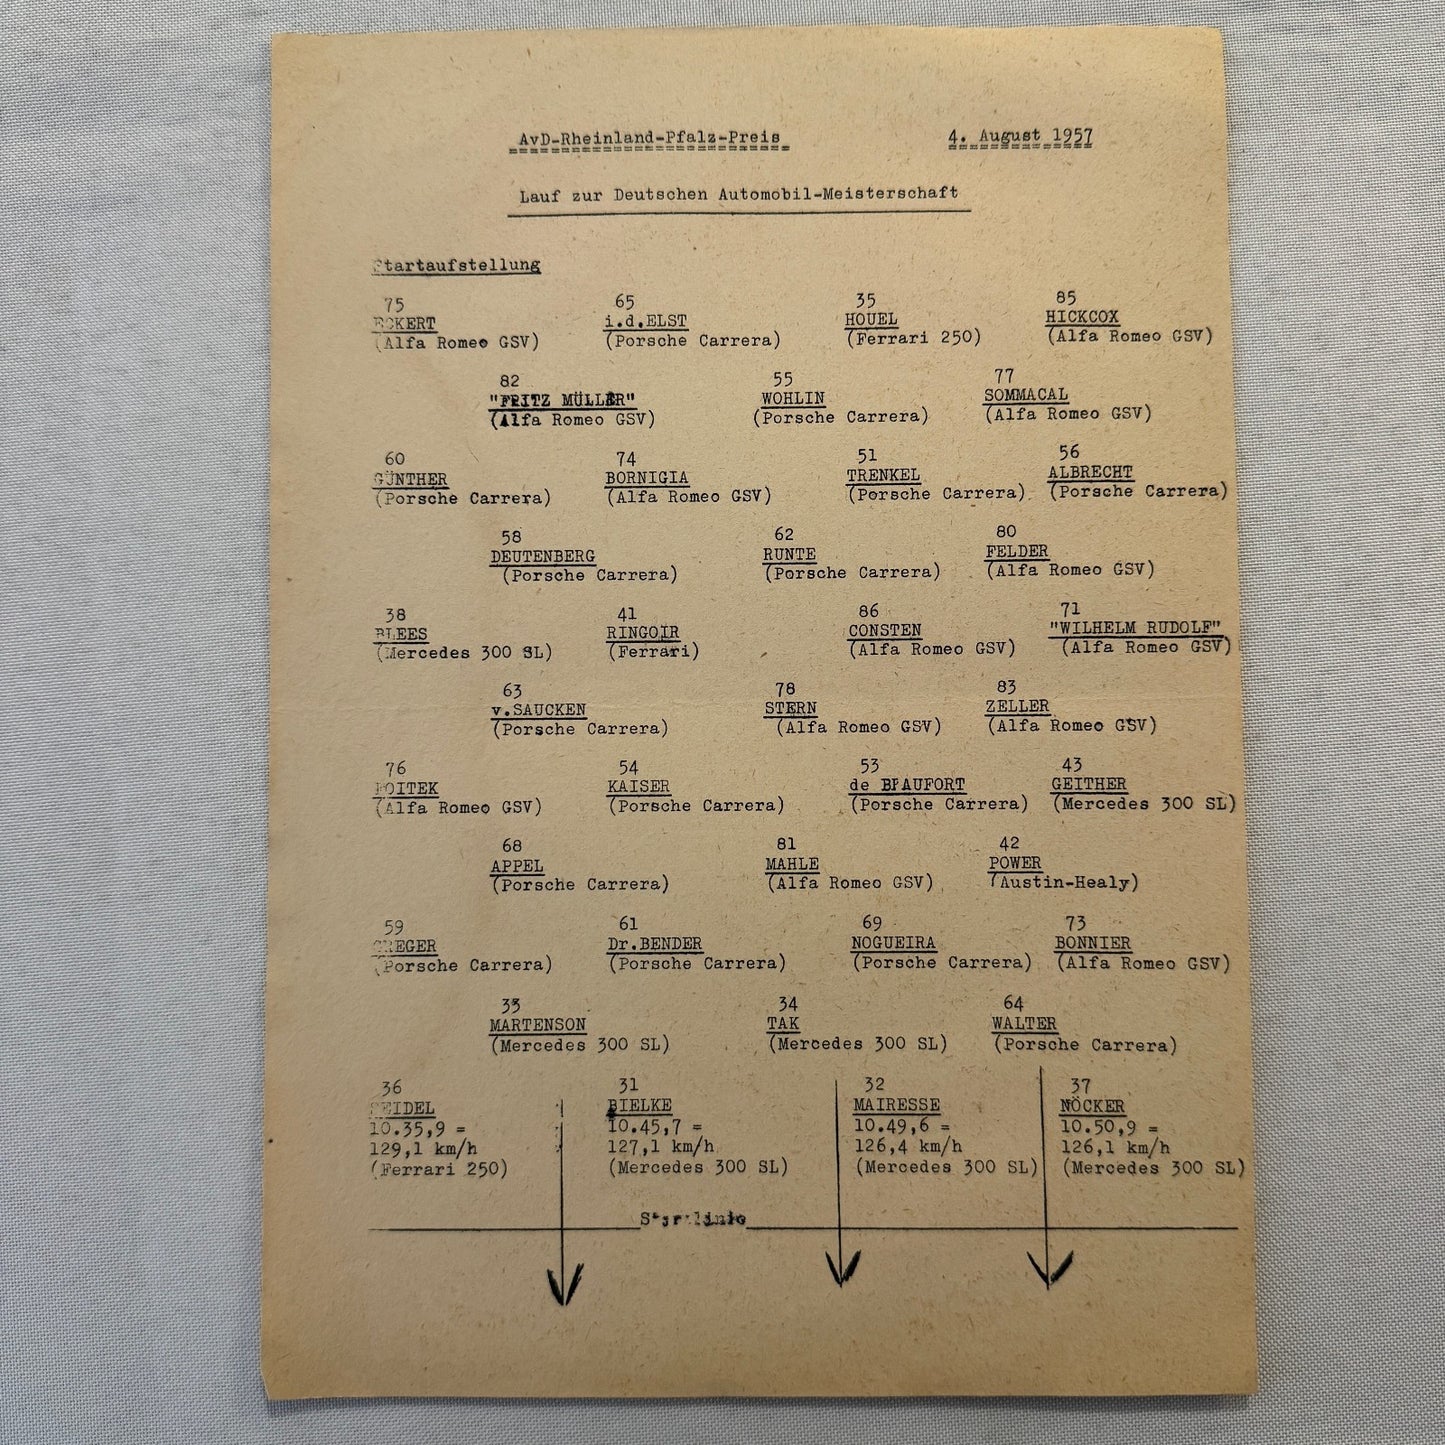 AvD-Rheinland-Pfalz-Preis 4. August 1957
Lauf zur Deutschen Automobil-Meisterschaft
Startaufstellung
75 65 35 85
ECKERT i.d.ELST HOUEL HICKCOX
(Alfa Romeo GSV) (Porsche Carrera) (Ferrari 250) (Alfa Romeo GSV)
82 55 77
"FRITZ MÜLLER" WOHLIN SOMMACAL
(Alfa Romeo GSV) (Porsche Carrera) (Alfa Romeo GSV)
60 74 51 56
GÜNTHER BORNIGIA TRENKEL ALBRECHT
(Porsche Carrera) (Alfa Romeo GSV) (Porsche Carrera) (Porsche Carrera)
58 62 80
DEUTENBERG RUNTE FELDER
(Porsche Carrera) (Porsche Carrera) (Alfa Romeo GSV)
38 41 86 71
BLEES RINGOIR CONSTEN "WILHELM RUDOLF"
(Mercedes 300 SL) (Ferrari) (Alfa Romeo GSV) (Alfa Romeo GSV)
63 78 83
v.SAUCKEN STERN ZELLER
(Porsche Carrera) (Alfa Romeo GSV) (Alfa Romeo GSV)
76 54 53 43
KAISER de BEAUFORT GEITHER
(Alfa Romeo GSV) (Porsche Carrera) (Porsche Carrera) (Mercedes 300 SL)
68 81 42
APPEL MAHLE POWER
(Porsche Carrera) (Alfa Romeo GSV) (Austin-Healy)
59 61 69 73
GREGER Dr.BENDER NOGUEIRA BONNIER
(Porsche Carrera) (Porsche Carrera) (Porsche Carrera) (Alfa Romeo GSV)
33 34 64
MARTENSON TAK WALTER
(Mercedes 300 SL) (Mercedes 300 SL) (Porsche Carrera)
36 31 32 37
SEIDEL BIELKE MAIRESSE NÖCKER
10.35,9 = 10.45,7 = 10.49,6 = 10.50,9 =
129,1 km/h 127,1 km/h 126,4 km/h 126,1 km/h
(Ferrari 250) (Mercedes 300 SL) (Mercedes 300 SL) (Mercedes 300 SL)
Startlinie